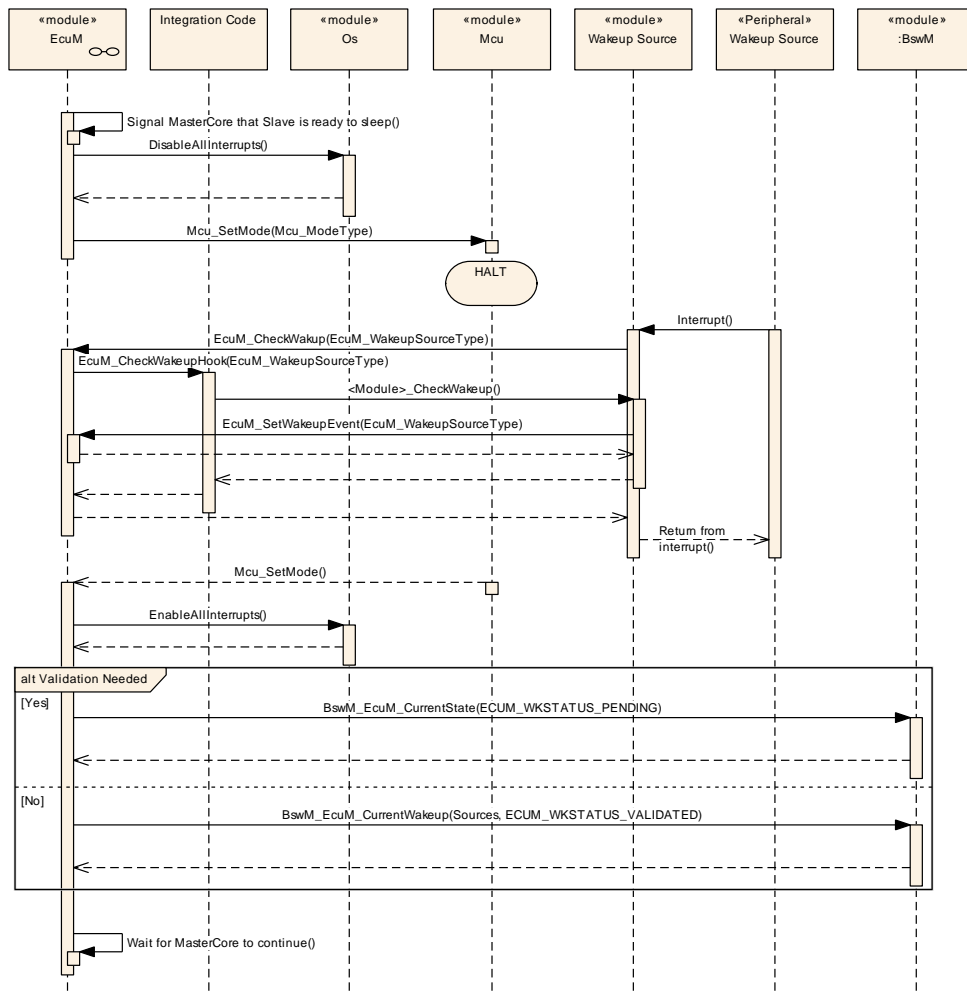 «module»
EcuM
Integration Code
«module»
Os
«module»
Mcu
«module»
Wakeup Source
«Peripheral»
Wakeup Source
«module»
:BswM
Signal MasterCore that Slave is ready to sleep()
DisableAllInterrupts()
Mcu_SetMode(Mcu_ModeType)
HALT
Interrupt()
EcuM_CheckWakup(EcuM_WakeupSourceType)
EcuM_CheckWakeupHook(EcuM_WakeupSourceType)
<Module>_CheckWakeup()
EcuM_SetWakeupEvent(EcuM_WakeupSourceType)
Return from
interrupt()
Mcu_SetMode()
EnableAllInterrupts()
alt Validation Needed
[Yes]
BswM_EcuM_CurrentState(ECUM_WKSTATUS_PENDING)
[No]
BswM_EcuM_CurrentWakeup(Sources, ECUM_WKSTATUS_VALIDATED)
Wait for MasterCore to continue()